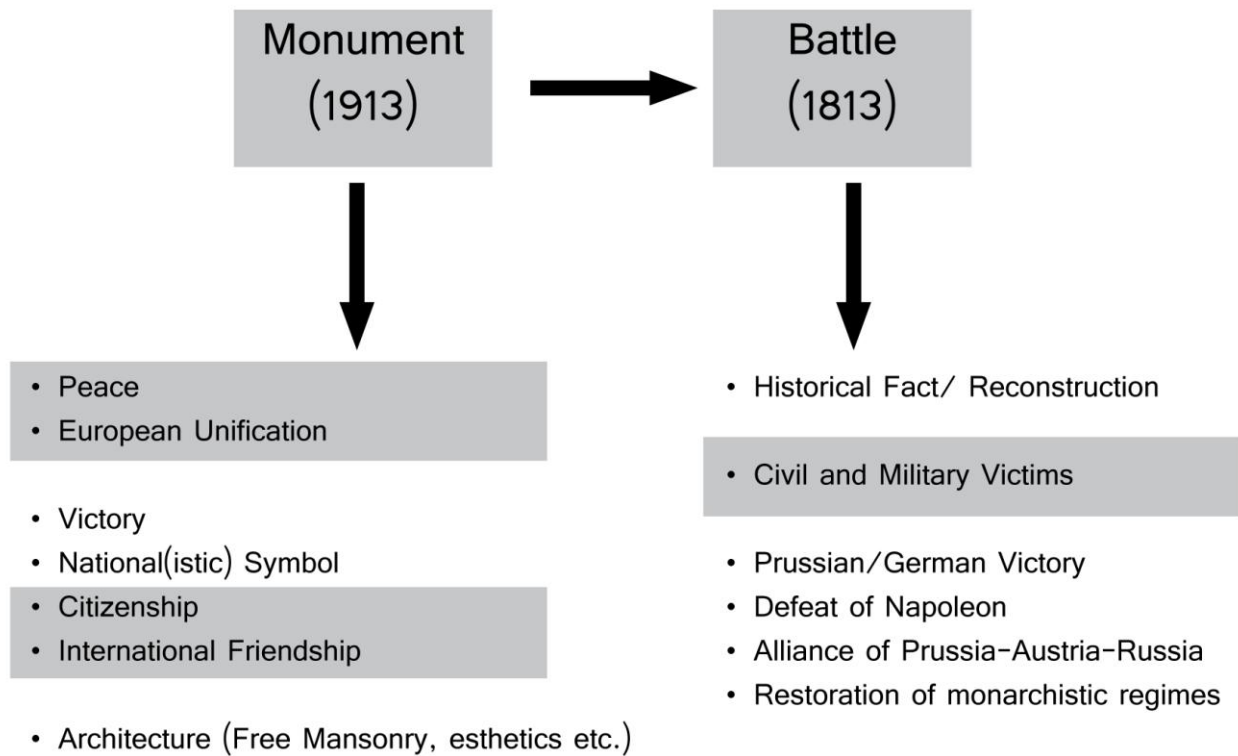 Monument
(1913)
Battle
(1813)
• Peace
• European Unification
• Victory
• National(istic) Symbol
• Citizenship
• International Friendship
• Architecture (Free Mansonry, esthetics etc.)
• Historical Fact/ Reconstruction
• Civil and Military Victims
• Prussian/German Victory
• Defeat of Napoleon
• Alliance of Prussia-Austria-Russia
• Restoration of monarchistic regimes